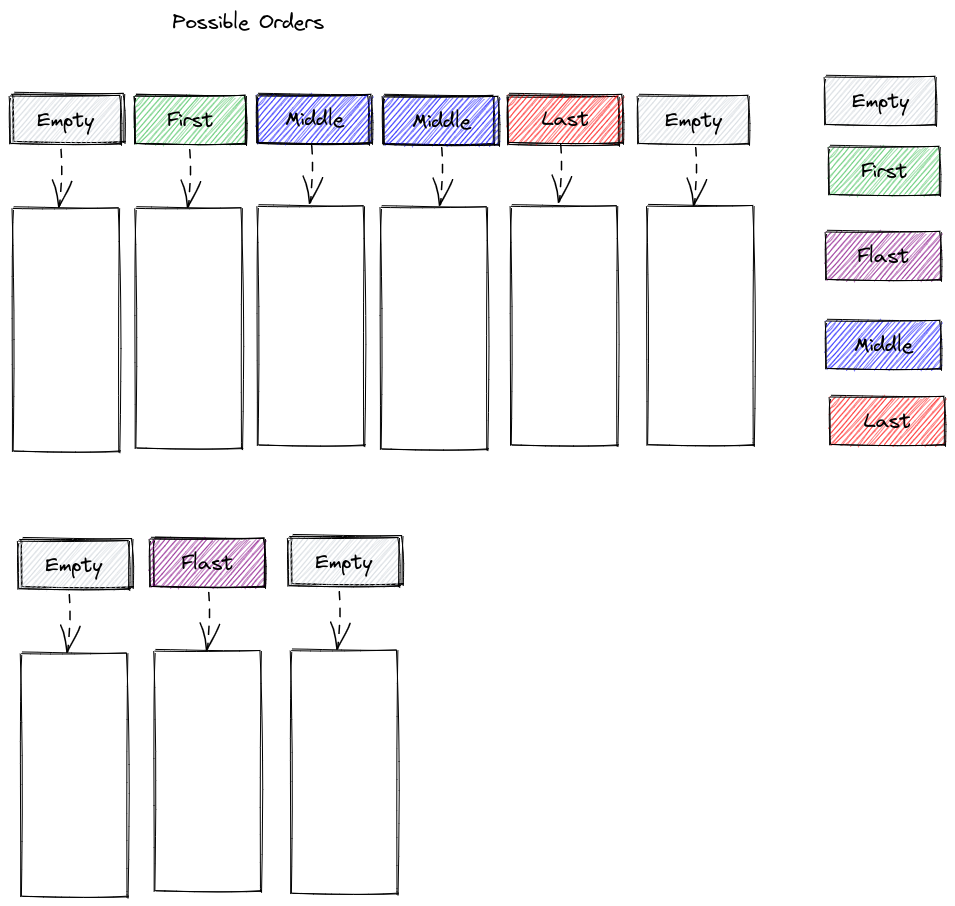 Possible Orders
Empty First Middle Middle Last Empty
Empty
First
Flast
Middle
Last
Empty Flast Empty